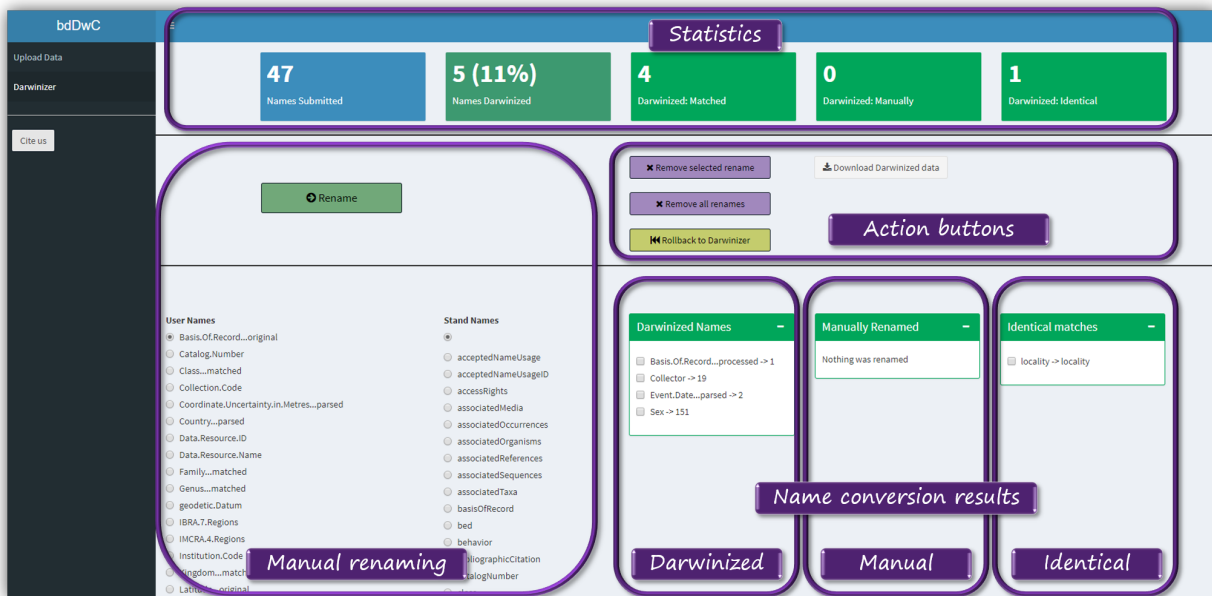 bdDwC
Statistics
Upload Data
Darwinizer
Cite us
47
Names Submitted
5 (11%)
Names Darwinized
4
Darwinized: Matched
0
Darwinized: Manually
1
Darwinized: Identical
Rename
Remove selected rename
Download Darwinized data
Remove all renames
Rollback to Darwinizer
Action buttons
User Names
Basis.Of.Record...original
Catalog.Number
Class...matched
Collection.Code
Coordinate.Uncertainty.in.Metres...parsed
Country...parsed
Data.Resource.ID
Data.Resource.Name
Family...matched
Genus...matched
geodetic.Datum
IBRA.7.Regions
IMCRA.4.Regions
Institution.Code
Stand Names
acceptedNameUsage
acceptedNameUsageID
accessRights
associatedMedia
associatedOccurrences
associatedOrganisms
associatedReferences
associatedSequences
associatedTaxa
basisOfRecord
bed
behavior
Manual renaming
Darwinized Names
Basis.Of.Record...processed -> 1
Collector -> 19
Event.Date...parsed -> 2
Sex -> 151
Manually Renamed
Nothing was renamed
Identical matches
locality -> locality
Name conversion results
Darwinized
Manual
Identical